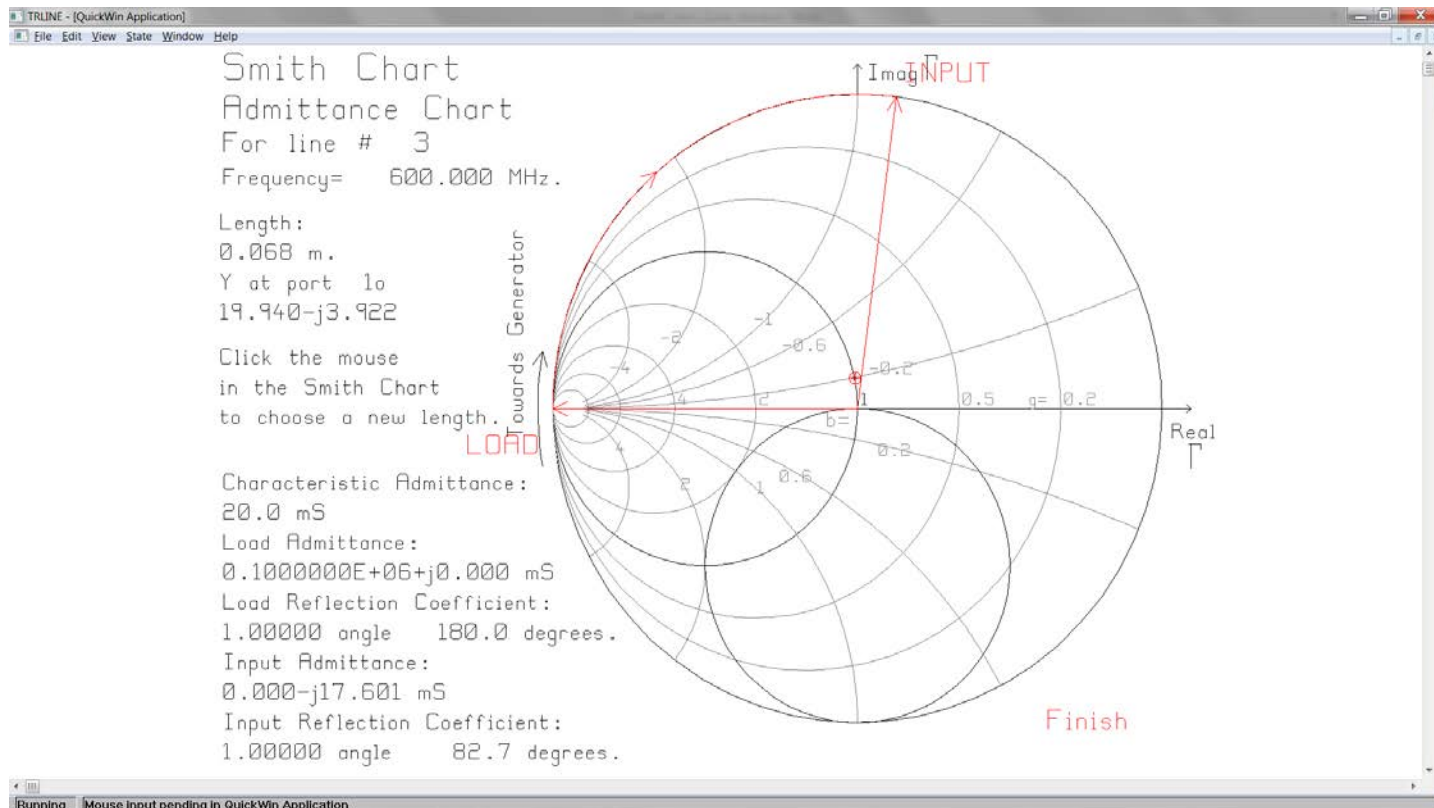 TRLINE - [QuickWin Application]
File Edit View State Window Help
Smith Chart
Admittance Chart
For line # 3
Frequency= 600.000 MHz.
Length:
0.068 m.
Y at port lo
19.940-j3.922
Click the mouse
in the Smith Chart
to choose a new length.
Characteristic Admittance:
20.0 mS
Load Admittance:
0.1000000E+06+j0.000 mS
Load Reflection Coefficient:
1.00000 angle 180.0 degrees.
Input Admittance:
0.000-j17.601 mS
Input Reflection Coefficient:
1.00000 angle 82.7 degrees.
Towards Generator
LOAD
Imag Γ
INPUT
-1
-2
-0.6
-4
-0.2
4
2
1
0.5
g= 0.2
b=
Real
Γ
0.2
4
0.6
2
1
Finish
Running
Mouse input pending in QuickWin Application